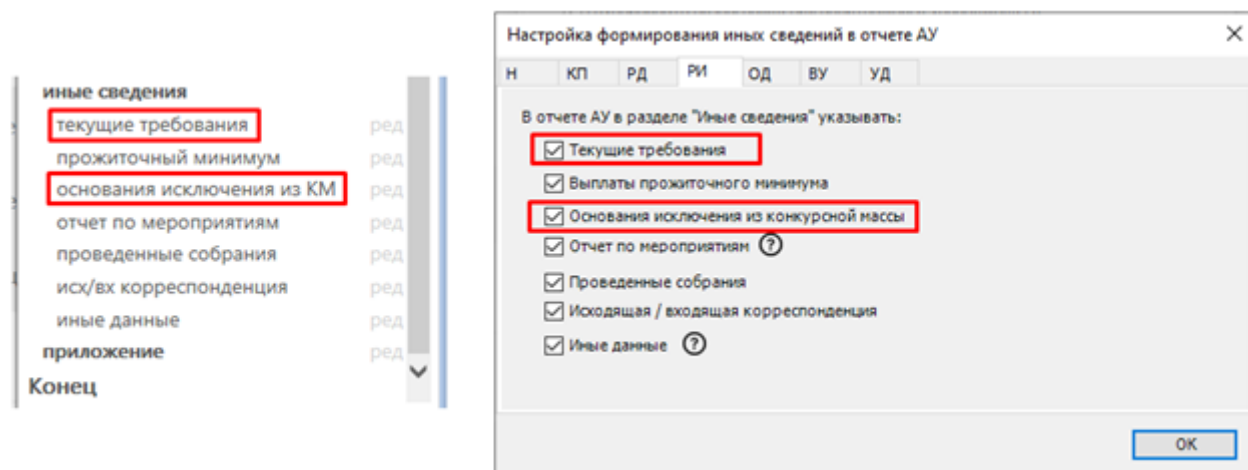 иные сведения
текущие требования ред
прожиточный минимум ред
основания исключения из КМ ред
отчет по мероприятиям ред
проведенные собрания ред
исх/вх корреспонденция ред
иные данные ред
приложение ред
Конец
Настройка формирования иных сведений в отчете АУ
Н КП РД РИ ОД ВУ УД
В отчете АУ в разделе "Иные сведения" указывать:
Текущие требования
Выплаты прожиточного минимума
Основания исключения из конкурсной массы
Отчет по мероприятиям ?
Проведенные собрания
Исходящая / входящая корреспонденция
Иные данные ?
ОК